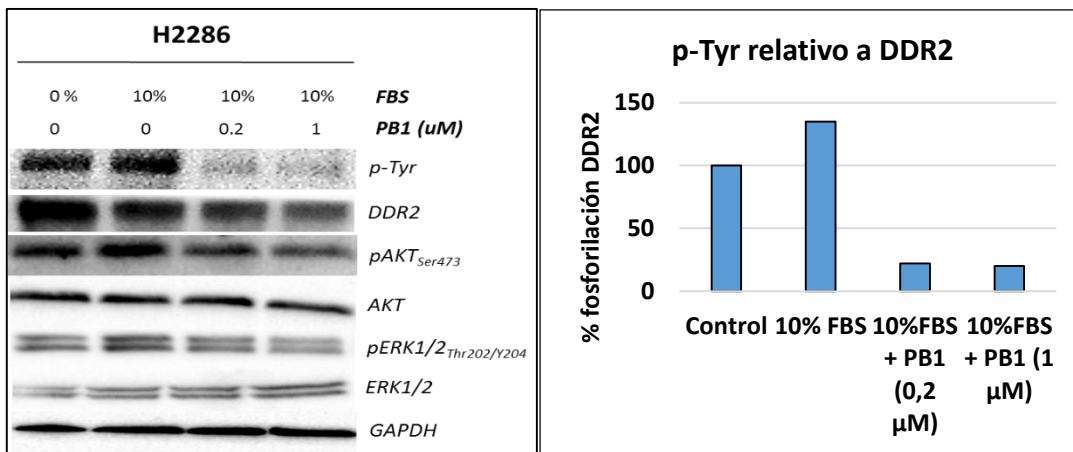 H2286
0 % 10% 10% 10% FBS
0 0 0.2 1 PB1 (uM)
p-Tyr
DDR2
pAKTSer473
AKT
pERK1/2Thr202/Y204
ERK1/2
GAPDH
p-Tyr relativo a DDR2
% fosforilación DDR2
150
100
50
0
Control 10% FBS 10%FBS 10%FBS
+ PB1 + PB1 (1
(0,2 µM)
µM)